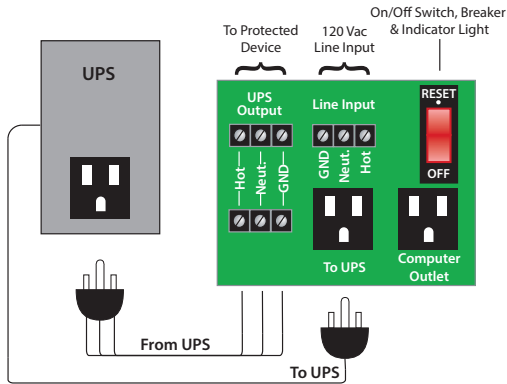 On/Off Switch, Breaker
& Indicator Light
To Protected
Device
120 Vac
Line Input
UPS
UPS
Output
Line Input
RESET
OFF
Hot
Neut.
GND
GND
Neut.
Hot
To UPS
Computer
Outlet
From UPS
To UPS